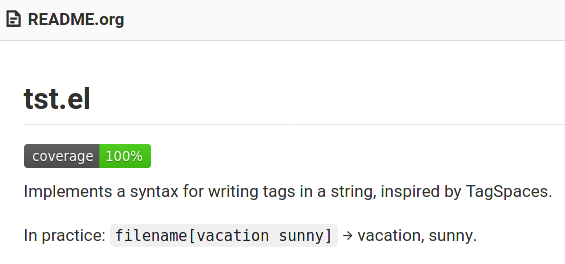 README.org
tst.el
coverage 100%
Implements a syntax for writing tags in a string, inspired by TagSpaces.
In practice: filename[vacation sunny] → vacation, sunny.